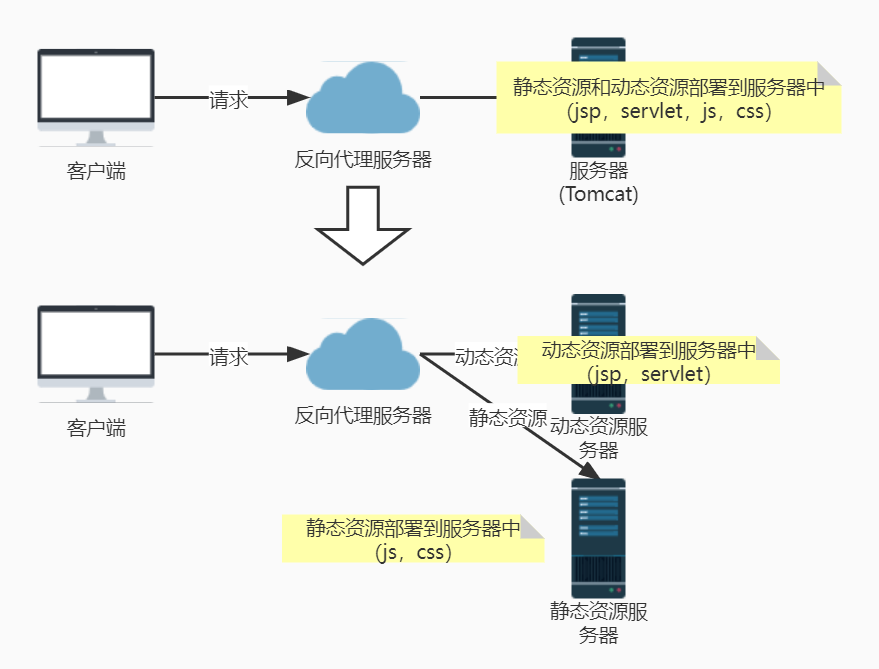 静态资源和动态资源部署到服务器中
（jsp，servlet，js，css）
请求
客户端
反向代理服务器
服务器
(Tomcat)
动态资源部署到服务器中
（jsp，servlet）
请求
动态资
客户端
反向代理服务器
静态资源
动态资源服
务器
静态资源部署到服务器中
（js，css）
静态资源服
务器